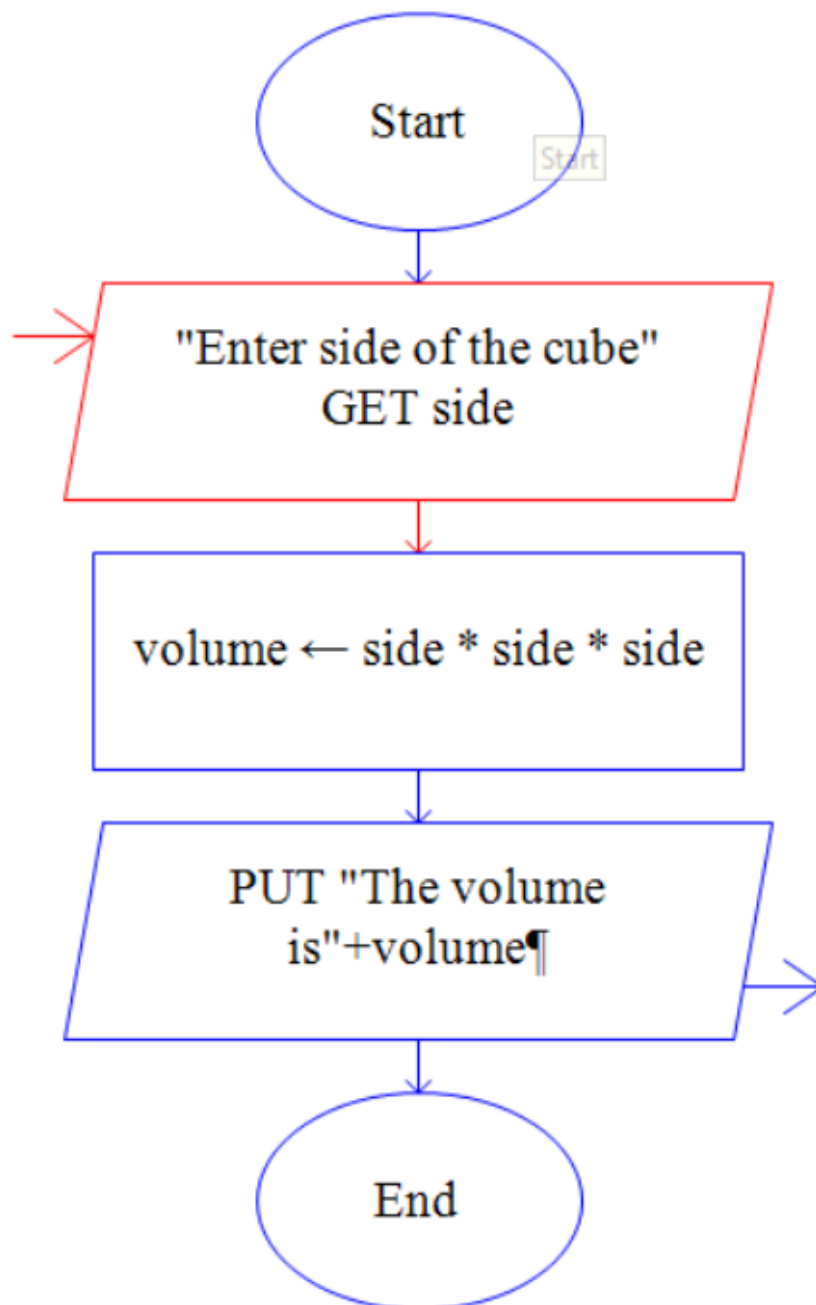 Start
Start
"Enter side of the cube"
GET side
volume ← side * side * side
PUT "The volume
is"+volume¶
End